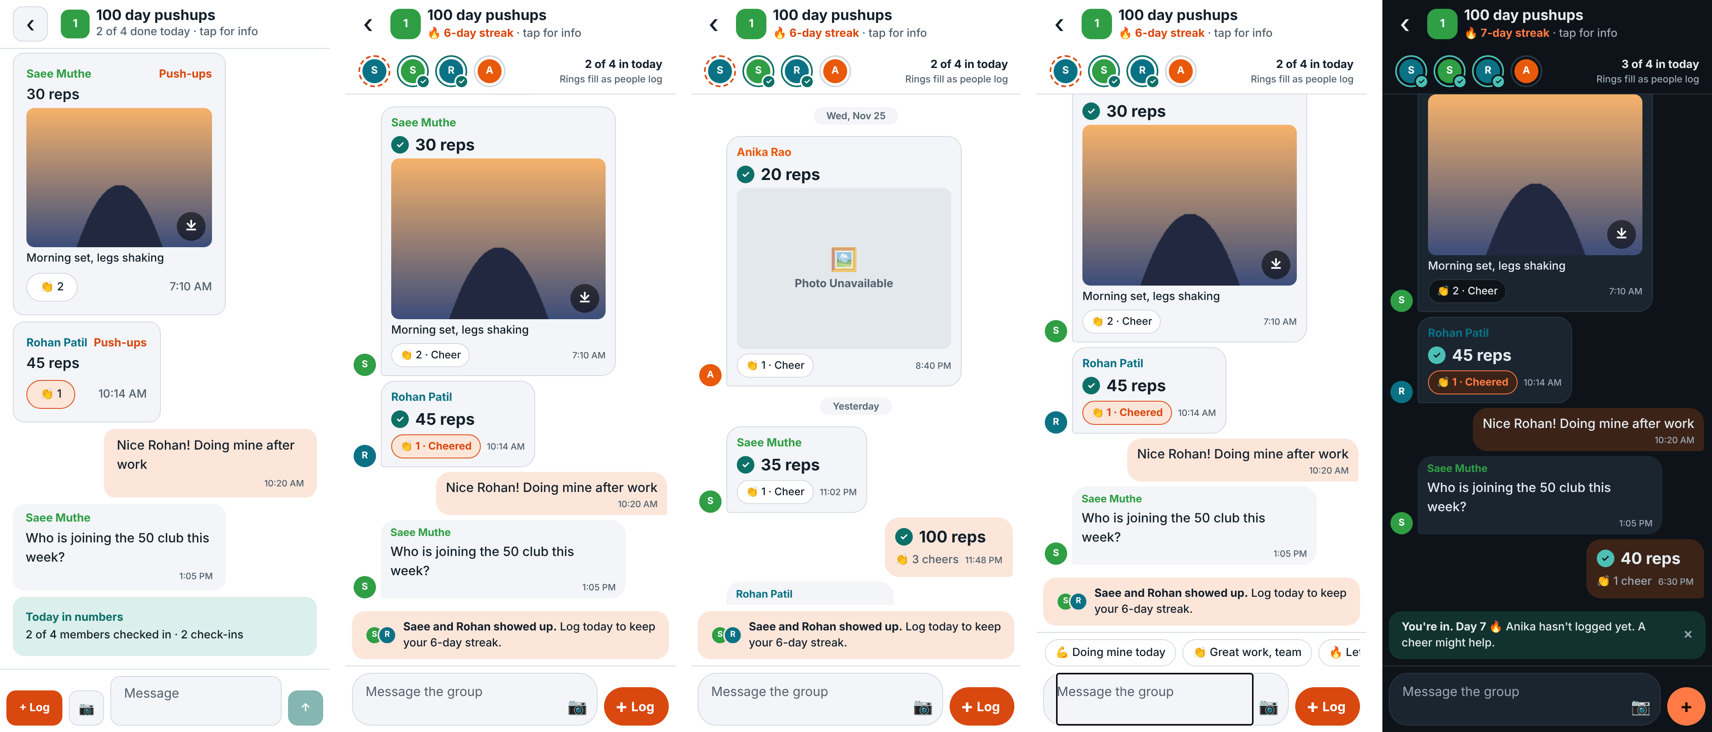 1
100 day pushups
2 of 4 done today · tap for info
Saee Muthe Push-ups
30 reps
Morning set, legs shaking
👏 2 7:10 AM
Rohan Patil Push-ups
45 reps
👏 1 10:14 AM
Nice Rohan! Doing mine after
work
10:20 AM
Saee Muthe
Who is joining the 50 club this
week?
1:05 PM
Today in numbers
2 of 4 members checked in · 2 check-ins
+ Log
Message
1
100 day pushups
🔥 6-day streak · tap for info
S S R A
2 of 4 in today
Rings fill as people log
Saee Muthe
30 reps
Morning set, legs shaking
👏 2 · Cheer 7:10 AM
S
Rohan Patil
45 reps
👏 1 · Cheered 10:14 AM
R
Nice Rohan! Doing mine after work
10:20 AM
Saee Muthe
Who is joining the 50 club this
week?
1:05 PM
S
S R
Saee and Rohan showed up. Log today to keep
your 6-day streak.
Message the group
+ Log
1
100 day pushups
🔥 6-day streak · tap for info
S S R A
2 of 4 in today
Rings fill as people log
Wed, Nov 25
Anika Rao
20 reps
Photo Unavailable
👏 1 · Cheer 8:40 PM
A
Yesterday
Saee Muthe
35 reps
👏 1 · Cheer 11:02 PM
S
100 reps
👏 3 cheers 11:48 PM
Rohan Patil
S R
Saee and Rohan showed up. Log today to keep
your 6-day streak.
Message the group
+ Log
1
100 day pushups
🔥 6-day streak · tap for info
S S R A
2 of 4 in today
Rings fill as people log
30 reps
Morning set, legs shaking
👏 2 · Cheer 7:10 AM
S
Rohan Patil
45 reps
👏 1 · Cheered 10:14 AM
R
Nice Rohan! Doing mine after work
10:20 AM
Saee Muthe
Who is joining the 50 club this
week?
1:05 PM
S
S R
Saee and Rohan showed up. Log today to keep
your 6-day streak.
💪 Doing mine today 👏 Great work, team 🔥
Message the group
+ Log
1
100 day pushups
🔥 7-day streak · tap for info
S S R A
3 of 4 in today
Rings fill as people log
Morning set, legs shaking
👏 2 · Cheer 7:10 AM
S
Rohan Patil
45 reps
👏 1 · Cheered 10:14 AM
R
Nice Rohan! Doing mine after work
10:20 AM
Saee Muthe
Who is joining the 50 club this
week?
1:05 PM
S
40 reps
👏 1 cheer 6:30 PM
You're in. Day 7 🔥 Anika hasn't logged yet. A
cheer might help.
×
Message the group
+